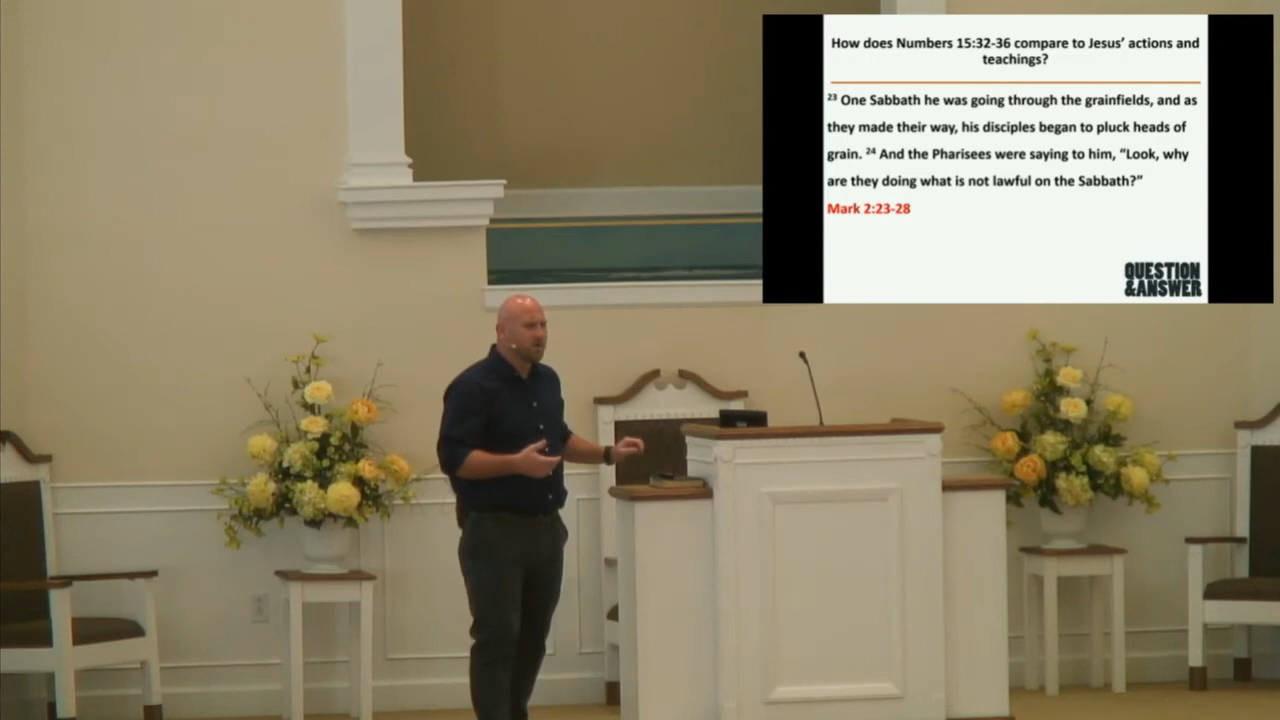 How does Numbers 15:32-36 compare to Jesus’ actions and
teachings?
23 One Sabbath he was going through the grainfields, and as
they made their way, his disciples began to pluck heads of
grain. 24 And the Pharisees were saying to him, “Look, why
are they doing what is not lawful on the Sabbath?”
Mark 2:23-28
QUESTION
&ANSWER